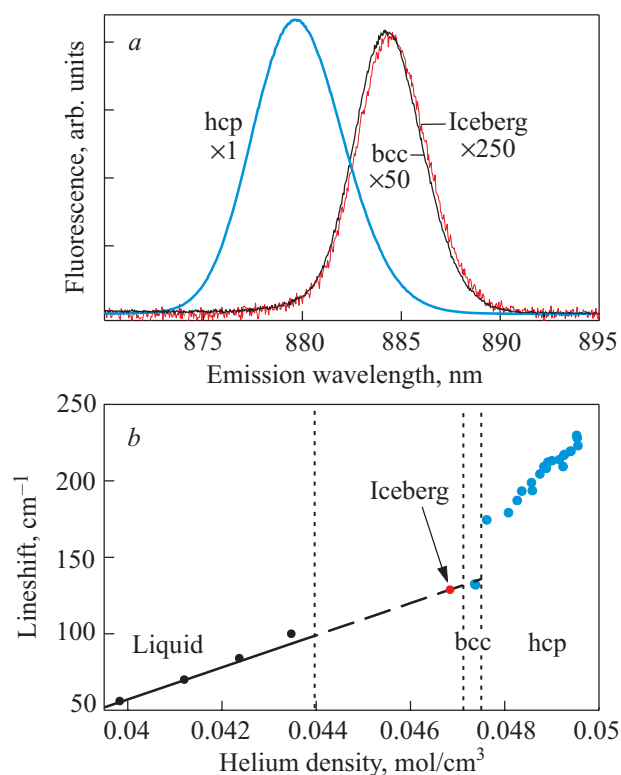 a
Fluorescence, arb. units
hcp
×1
Iceberg
×250
bcc
×50
875 880 885 890 895
Emission wavelength, nm
b
Lineshift, cm⁻¹
250
200
150
100
50
Iceberg
Liquid
bcc
hcp
0.04 0.042 0.044 0.046 0.048 0.05
Helium density, mol/cm³